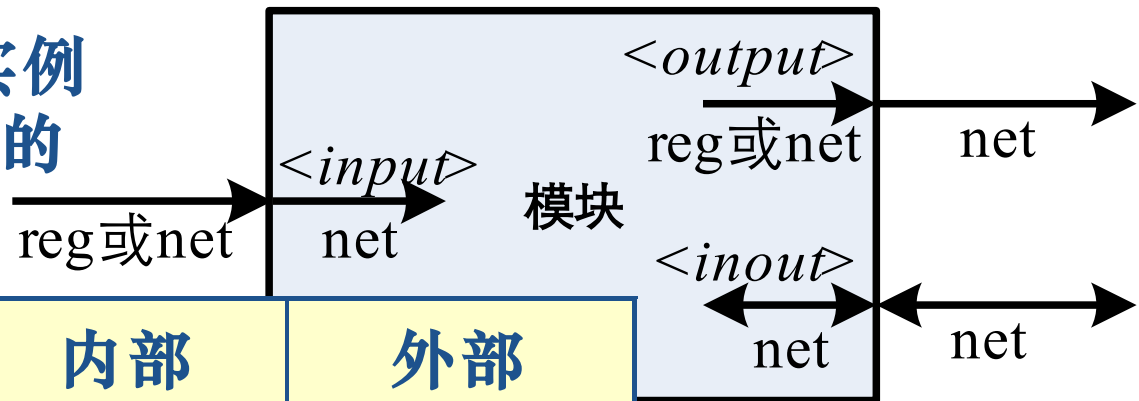 实例
的
<output>
reg或net
net
<input>
reg或net
net
模块
<inout>
net
net
内部
外部